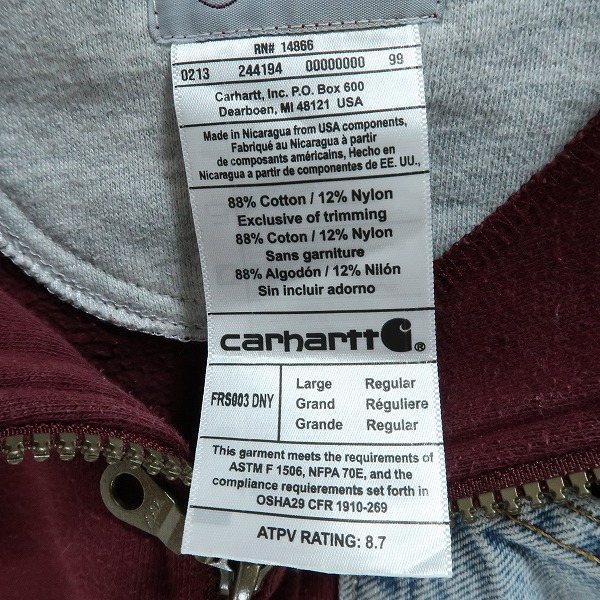 RN# 14866
0213 244194 00000000 99
Carhartt, Inc. P.O. Box 600
Dearboen, MI 48121 USA
Made in Nicaragua from USA components,
Fabriqué au Nicaragua à partir
de composants américains, Hecho en
Nicaragua a partir de componentes de EE. UU.,
88% Cotton / 12% Nylon
Exclusive of trimming
88% Coton / 12% Nylon
Sans garniture
88% Algodón / 12% Nilón
Sin incluir adorno
carhartt ®
FRS003 DNY
Large Regular
Grand Réguliere
Grande Regular
This garment meets the requirements of
ASTM F 1506, NFPA 70E, and the
compliance requierements set forth in
OSHA29 CFR 1910-269
ATPV RATING: 8.7